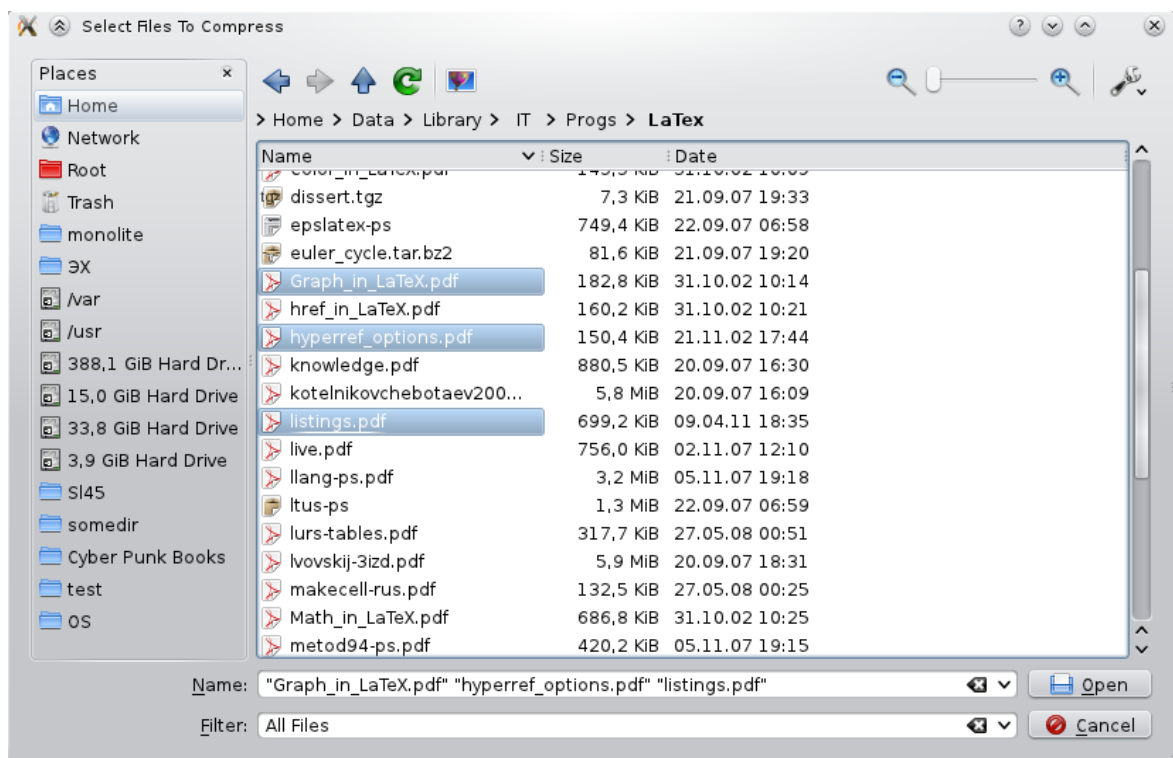 Select Files To Compress
Places
Home
Network
Root
Trash
monolite
ЭХ
/var
/usr
388,1 GiB Hard Dr...
15,0 GiB Hard Drive
33,8 GiB Hard Drive
3,9 GiB Hard Drive
Sl45
somedir
Cyber Punk Books
test
OS
> Home > Data > Library > IT > Progs > LaTex
Name Size Date
color_in_LaTeX.pdf
dissert.tgz 7,3 KiB 21.09.07 19:33
epslatex-ps 749,4 KiB 22.09.07 06:58
euler_cycle.tar.bz2 81,6 KiB 21.09.07 19:20
Graph_in_LaTeX.pdf 182,8 KiB 31.10.02 10:14
href_in_LaTeX.pdf 160,2 KiB 31.10.02 10:21
hyperref_options.pdf 150,4 KiB 21.11.02 17:44
knowledge.pdf 880,5 KiB 20.09.07 16:30
kotelnikovchebotaev200... 5,8 MiB 20.09.07 16:09
listings.pdf 699,2 KiB 09.04.11 18:35
live.pdf 756,0 KiB 02.11.07 12:10
llang-ps.pdf 3,2 MiB 05.11.07 19:18
ltus-ps 1,3 MiB 22.09.07 06:59
lurs-tables.pdf 317,7 KiB 27.05.08 00:51
lvovskij-3izd.pdf 5,9 MiB 20.09.07 18:31
makecell-rus.pdf 132,5 KiB 27.05.08 00:25
Math_in_LaTeX.pdf 686,8 KiB 31.10.02 10:25
metod94-ps.pdf 420,2 KiB 05.11.07 19:15
Name: "Graph_in_LaTeX.pdf" "hyperref_options.pdf" "listings.pdf" Open
Filter: All Files Cancel